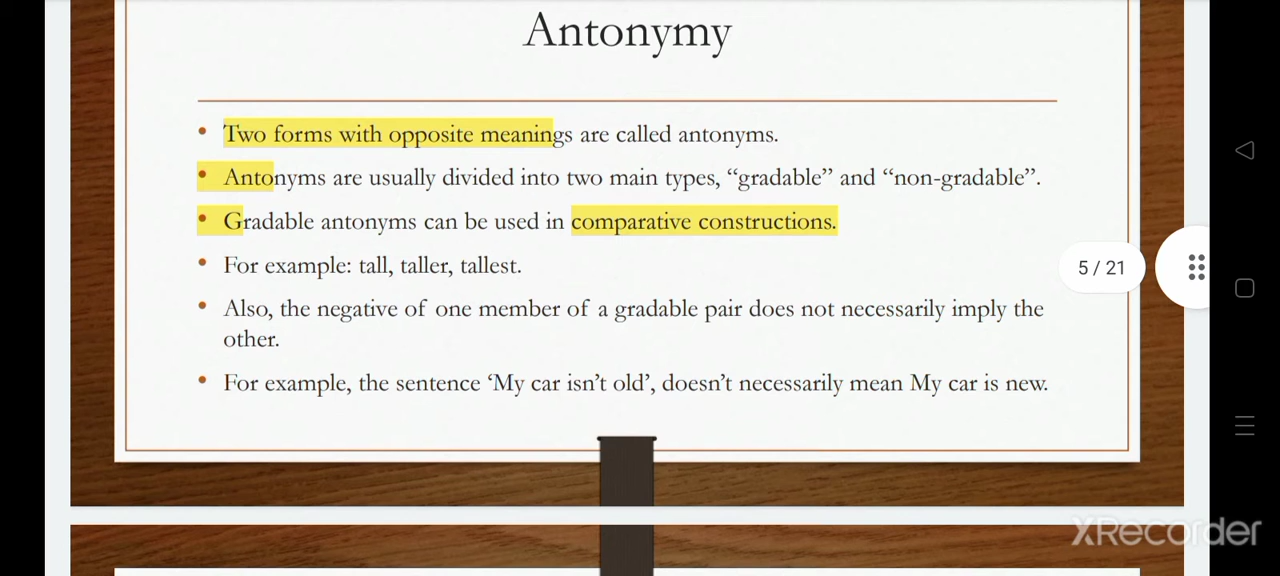 Antonymy
• Two forms with opposite meanings are called antonyms.
• Antonyms are usually divided into two main types, “gradable” and “non-gradable”.
• Gradable antonyms can be used in comparative constructions.
• For example: tall, taller, tallest.
5 / 21
• Also, the negative of one member of a gradable pair does not necessarily imply the
other.
• For example, the sentence ‘My car isn’t old’, doesn’t necessarily mean My car is new.
XRecorder